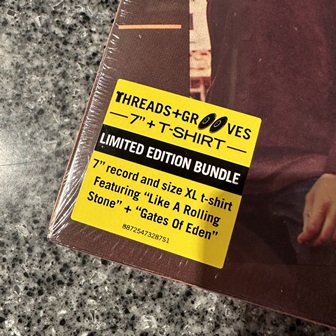 THREADS+GROOVES
7" + T-SHIRT
LIMITED EDITION BUNDLE
7" record and size XL t-shirt
Featuring "Like A Rolling
Stone" + "Gates Of Eden"
88725473287S1